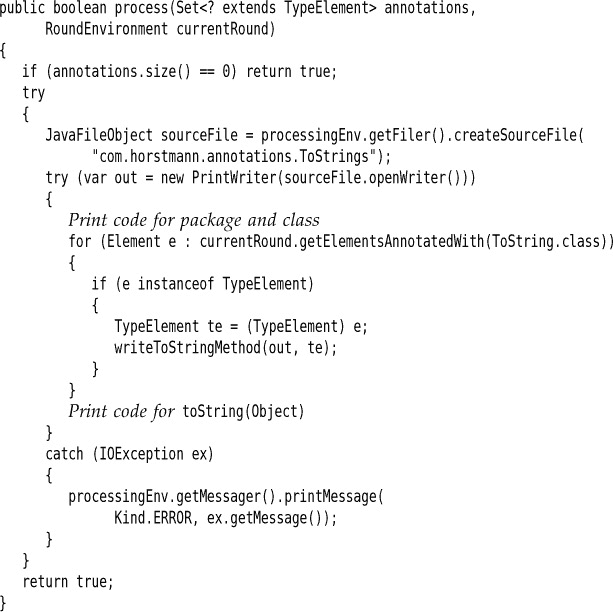 public boolean process(Set<? extends TypeElement> annotations,
      RoundEnvironment currentRound)
{
   if (annotations.size() == 0) return true;
   try
   {
      JavaFileObject sourceFile = processingEnv.getFiler().createSourceFile(
            "com.horstmann.annotations.ToStrings");
      try (var out = new PrintWriter(sourceFile.openWriter()))
      {
         Print code for package and class
         for (Element e : currentRound.getElementsAnnotatedWith(ToString.class))
         {
            if (e instanceof TypeElement)
            {
               TypeElement te = (TypeElement) e;
               writeToStringMethod(out, te);
            }
         }
         Print code for toString(Object)
      }
      catch (IOException ex)
      {
         processingEnv.getMessager().printMessage(
               Kind.ERROR, ex.getMessage());
      }
   }
   return true;
}